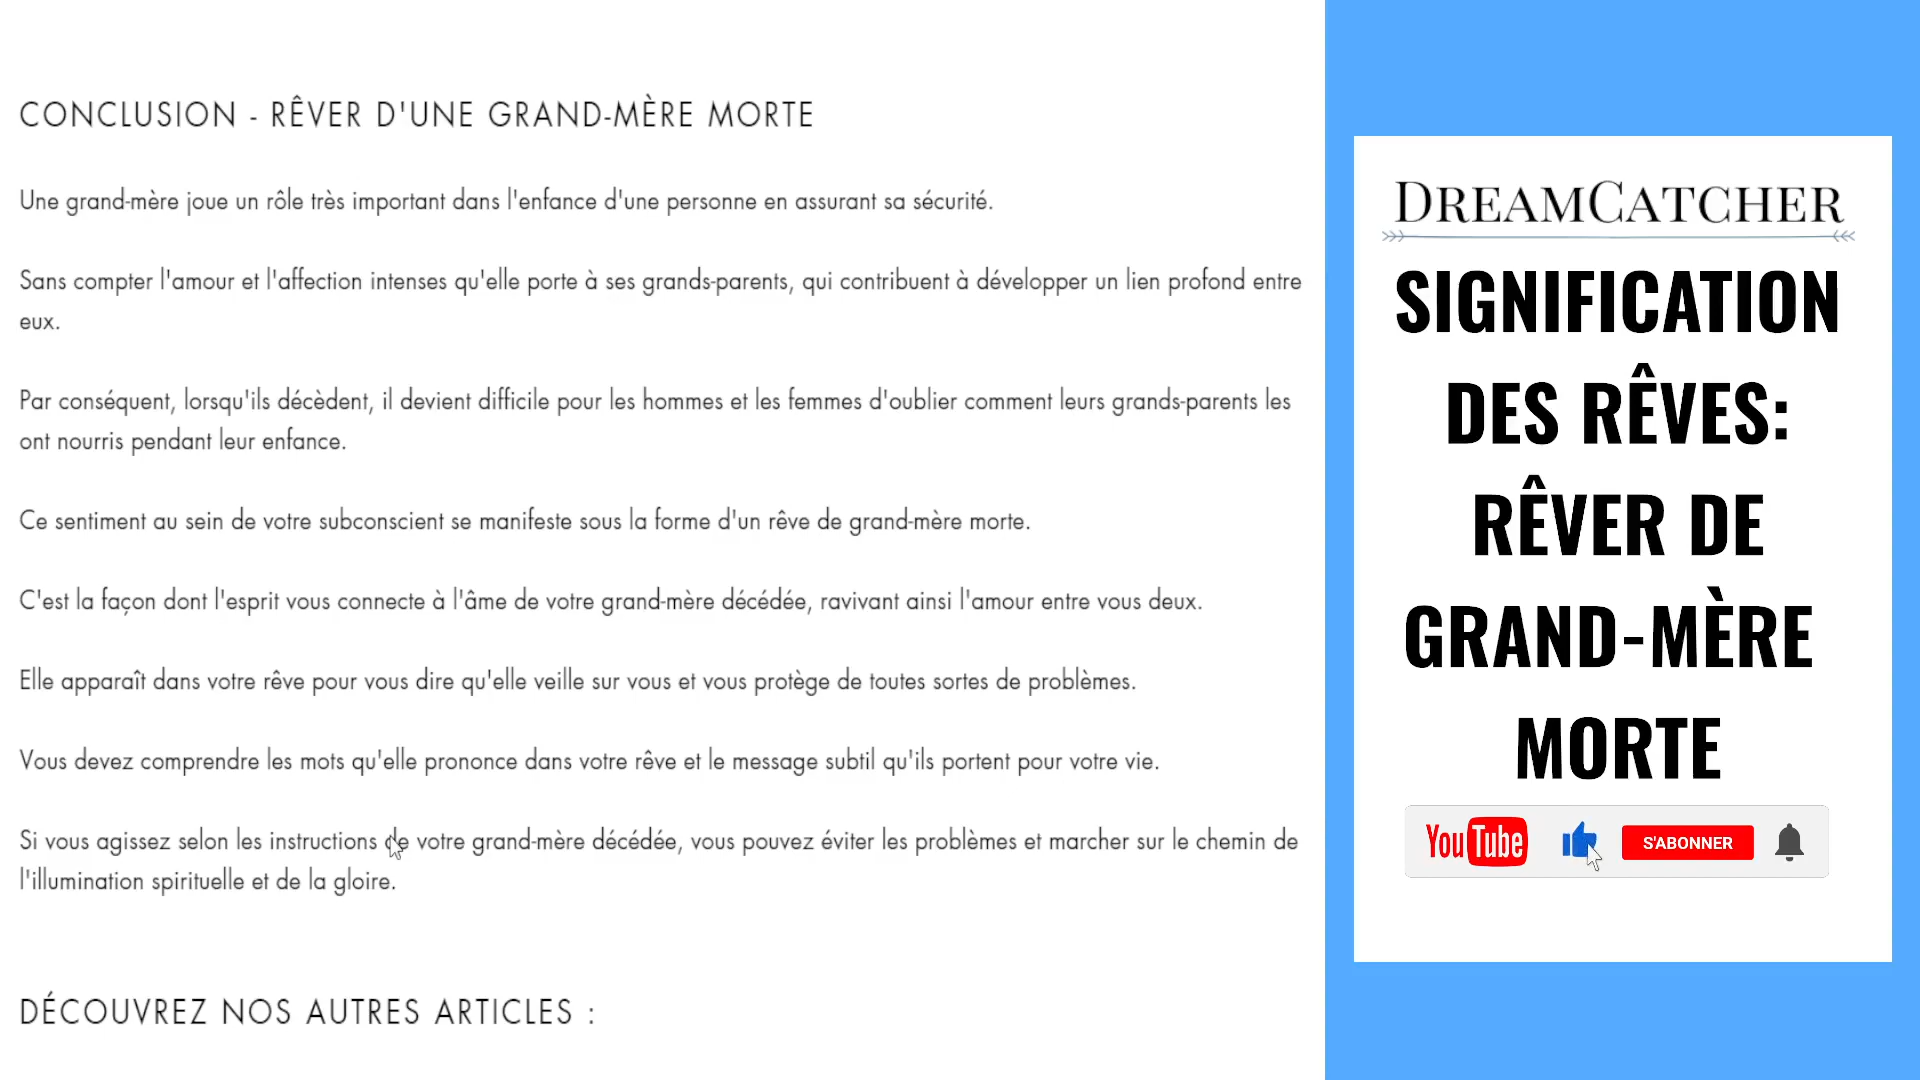 CONCLUSION - RÊVER D'UNE GRAND-MÈRE MORTE
Une grand-mère joue un rôle très important dans l'enfance d'une personne en assurant sa sécurité.
Sans compter l'amour et l'affection intenses qu'elle porte à ses grands-parents, qui contribuent à développer un lien profond entre
eux.
Par conséquent, lorsqu'ils décèdent, il devient difficile pour les hommes et les femmes d'oublier comment leurs grands-parents les
ont nourris pendant leur enfance.
Ce sentiment au sein de votre subconscient se manifeste sous la forme d'un rêve de grand-mère morte.
C'est la façon dont l'esprit vous connecte à l'âme de votre grand-mère décédée, ravivant ainsi l'amour entre vous deux.
Elle apparaît dans votre rêve pour vous dire qu'elle veille sur vous et vous protège de toutes sortes de problèmes.
Vous devez comprendre les mots qu'elle prononce dans votre rêve et le message subtil qu'ils portent pour votre vie.
Si vous agissez selon les instructions de votre grand-mère décédée, vous pouvez éviter les problèmes et marcher sur le chemin de
l'illumination spirituelle et de la gloire.
DÉCOUVREZ NOS AUTRES ARTICLES :
DREAMCATCHER
SIGNIFICATION
DES RÊVES:
RÊVER DE
GRAND-MÈRE
MORTE
YouTube
S'ABONNER